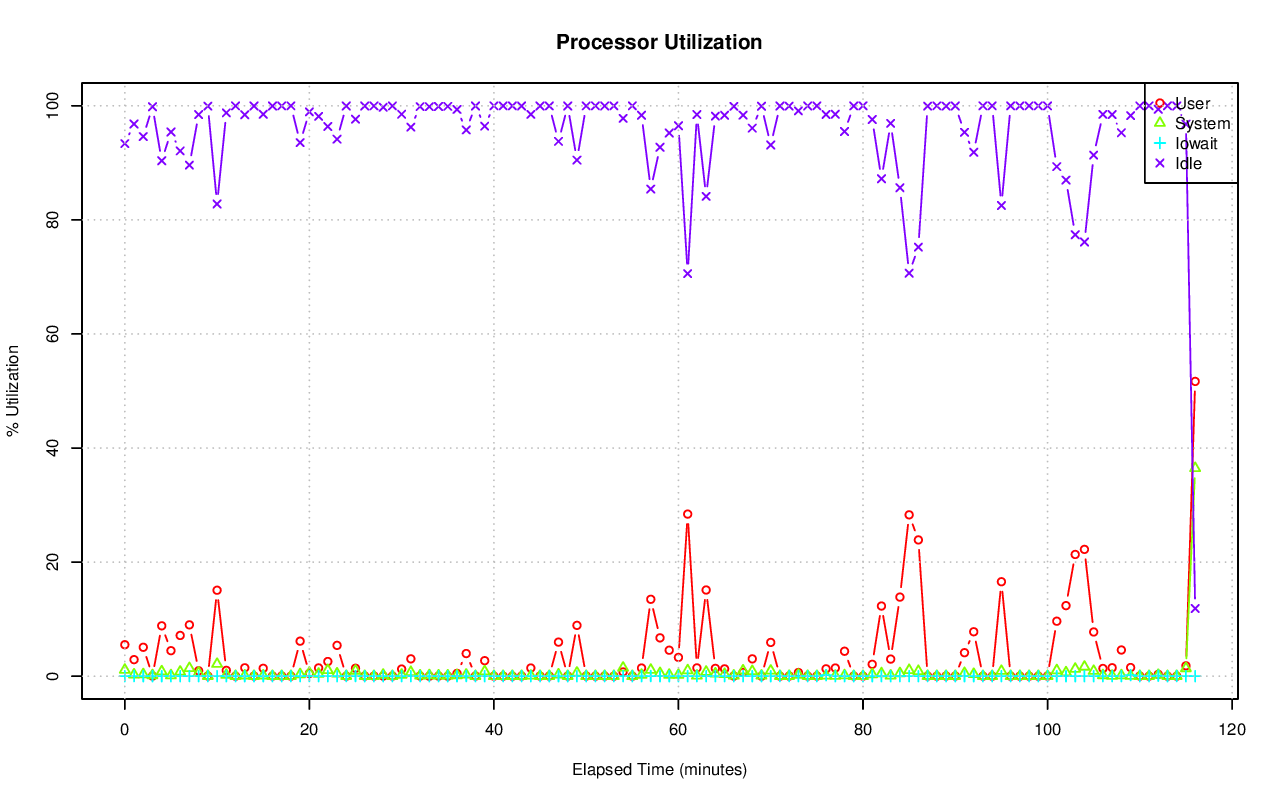 Processor Utilization
% Utilization
100
80
60
40
20
0
User
System
Iowait
Idle
0 20 40 60 80 100 120
Elapsed Time (minutes)